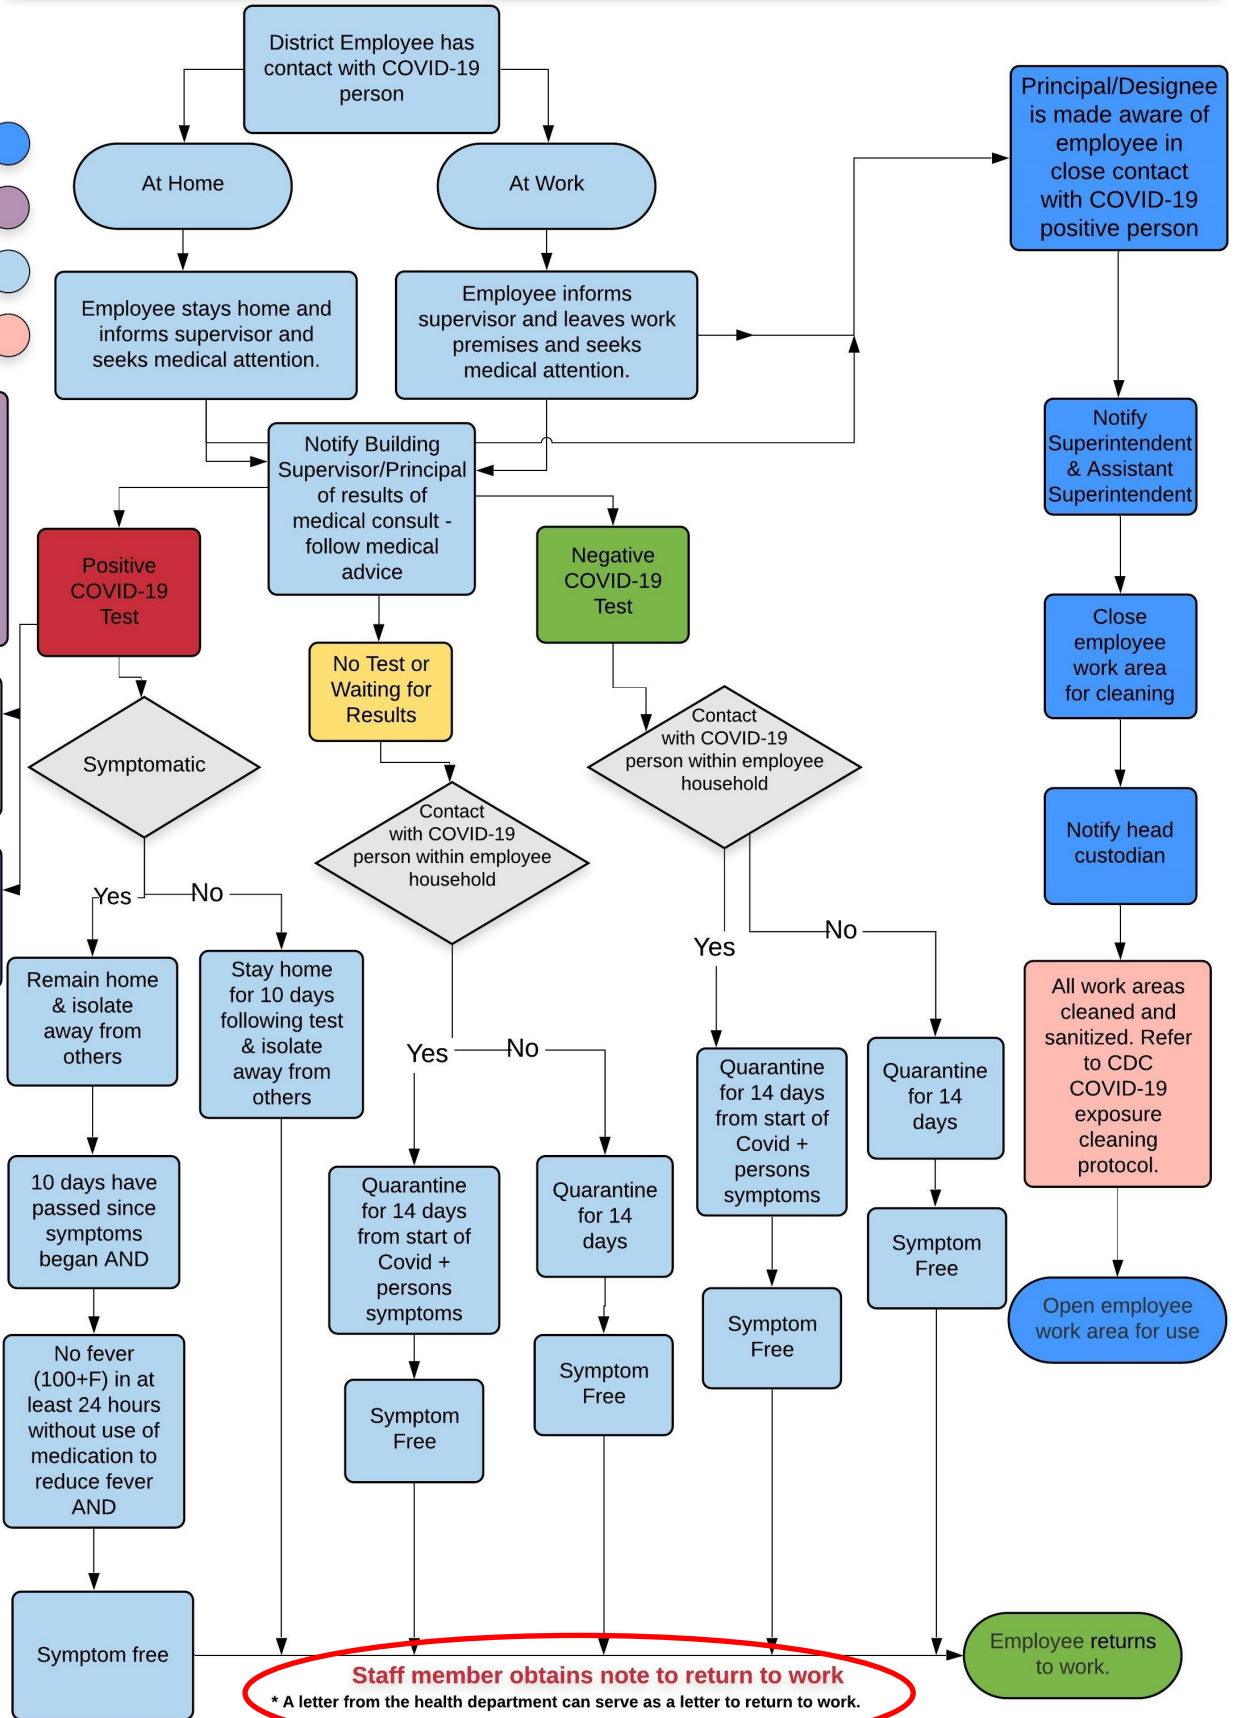 District Employee has
contact with COVID-19
person
At Home
At Work
Principal/Designee
is made aware of
employee in
close contact
with COVID-19
positive person
Employee stays home and
informs supervisor and
seeks medical attention.
Employee informs
supervisor and leaves work
premises and seeks
medical attention.
Notify Building
Supervisor/Principal
of results of
medical consult -
follow medical
advice
Notify
Superintendent
& Assistant
Superintendent
Positive
COVID-19
Test
Negative
COVID-19
Test
No Test or
Waiting for
Results
Close
employee
work area
for cleaning
Symptomatic
Contact
with COVID-19
person within employee
household
Contact
with COVID-19
person within employee
household
Notify head
custodian
Yes
No
Yes
No
Yes
No
Remain home
& isolate
away from
others
Stay home
for 10 days
following test
& isolate
away from
others
All work areas
cleaned and
sanitized. Refer
to CDC
COVID-19
exposure
cleaning
protocol.
10 days have
passed since
symptoms
began AND
Quarantine
for 14 days
from start of
Covid +
persons
symptoms
Quarantine
for 14
days
Quarantine
for 14 days
from start of
Covid +
persons
symptoms
Quarantine
for 14
days
No fever
(100+F) in at
least 24 hours
without use of
medication to
reduce fever
AND
Symptom
Free
Symptom
Free
Symptom
Free
Symptom
Free
Open employee
work area for use
Symptom free
Employee returns
to work.
Staff member obtains note to return to work
* A letter from the health department can serve as a letter to return to work.